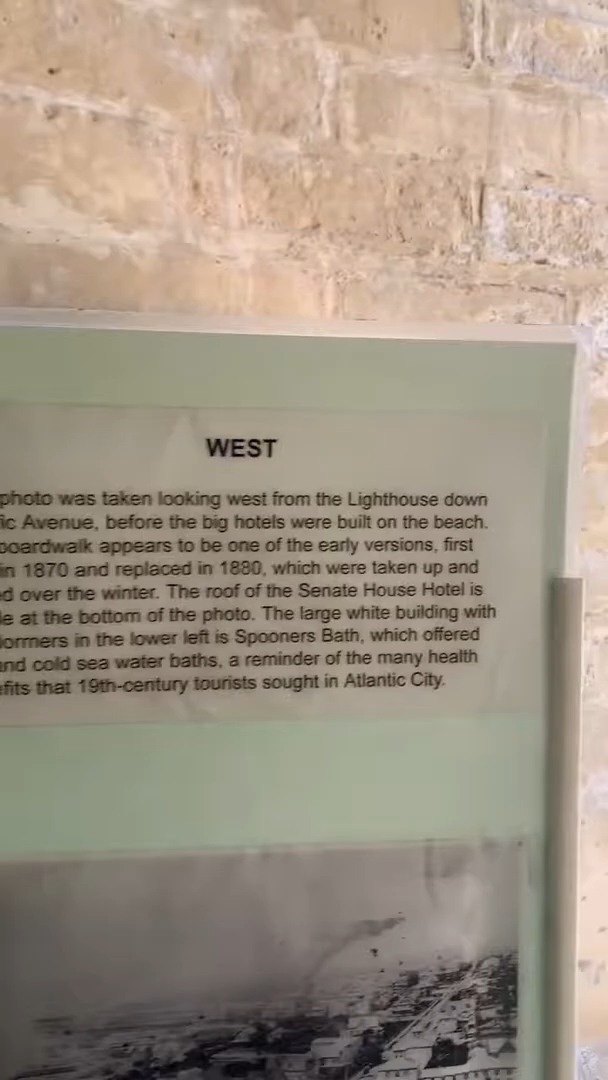 WEST
photo was taken looking west from the Lighthouse down
ic Avenue, before the big hotels were built on the beach.
boardwalk appears to be one of the early versions, first
in 1870 and replaced in 1880, which were taken up and
d over the winter. The roof of the Senate House Hotel is
le at the bottom of the photo. The large white building with
dormers in the lower left is Spooners Bath, which offered
and cold sea water baths, a reminder of the many health
efits that 19th-century tourists sought in Atlantic City.